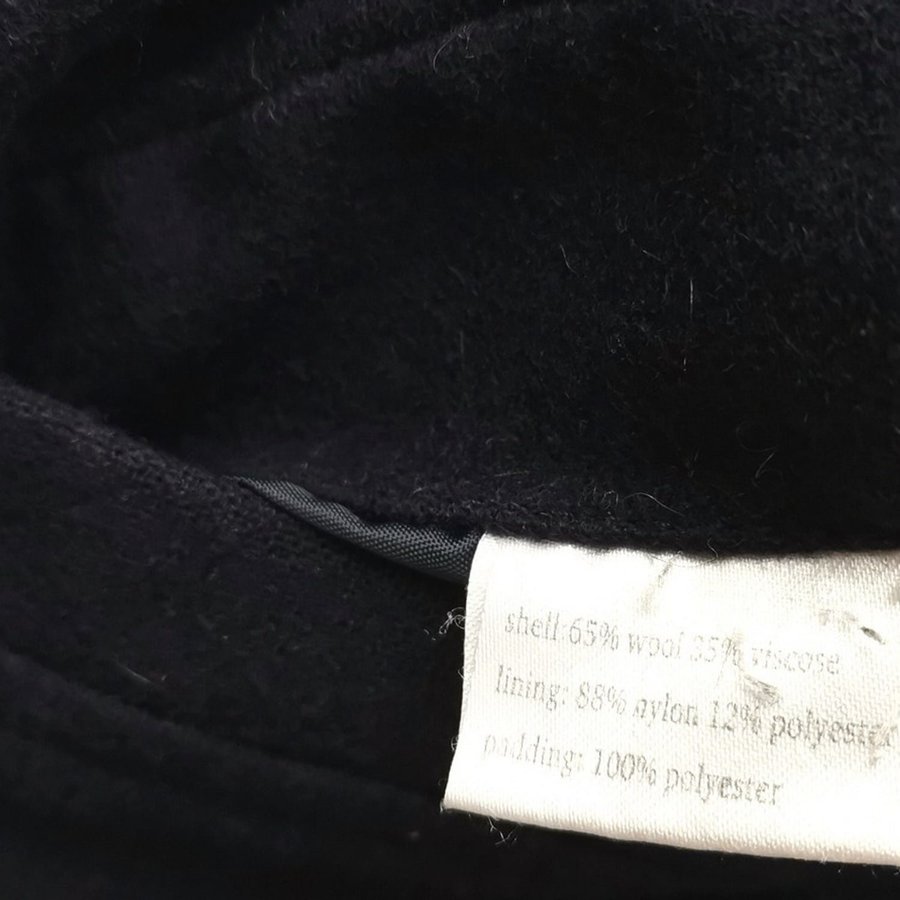 shell: 65% wool 35% viscose
lining: 88% nylon 12% polyester
padding: 100% polyester